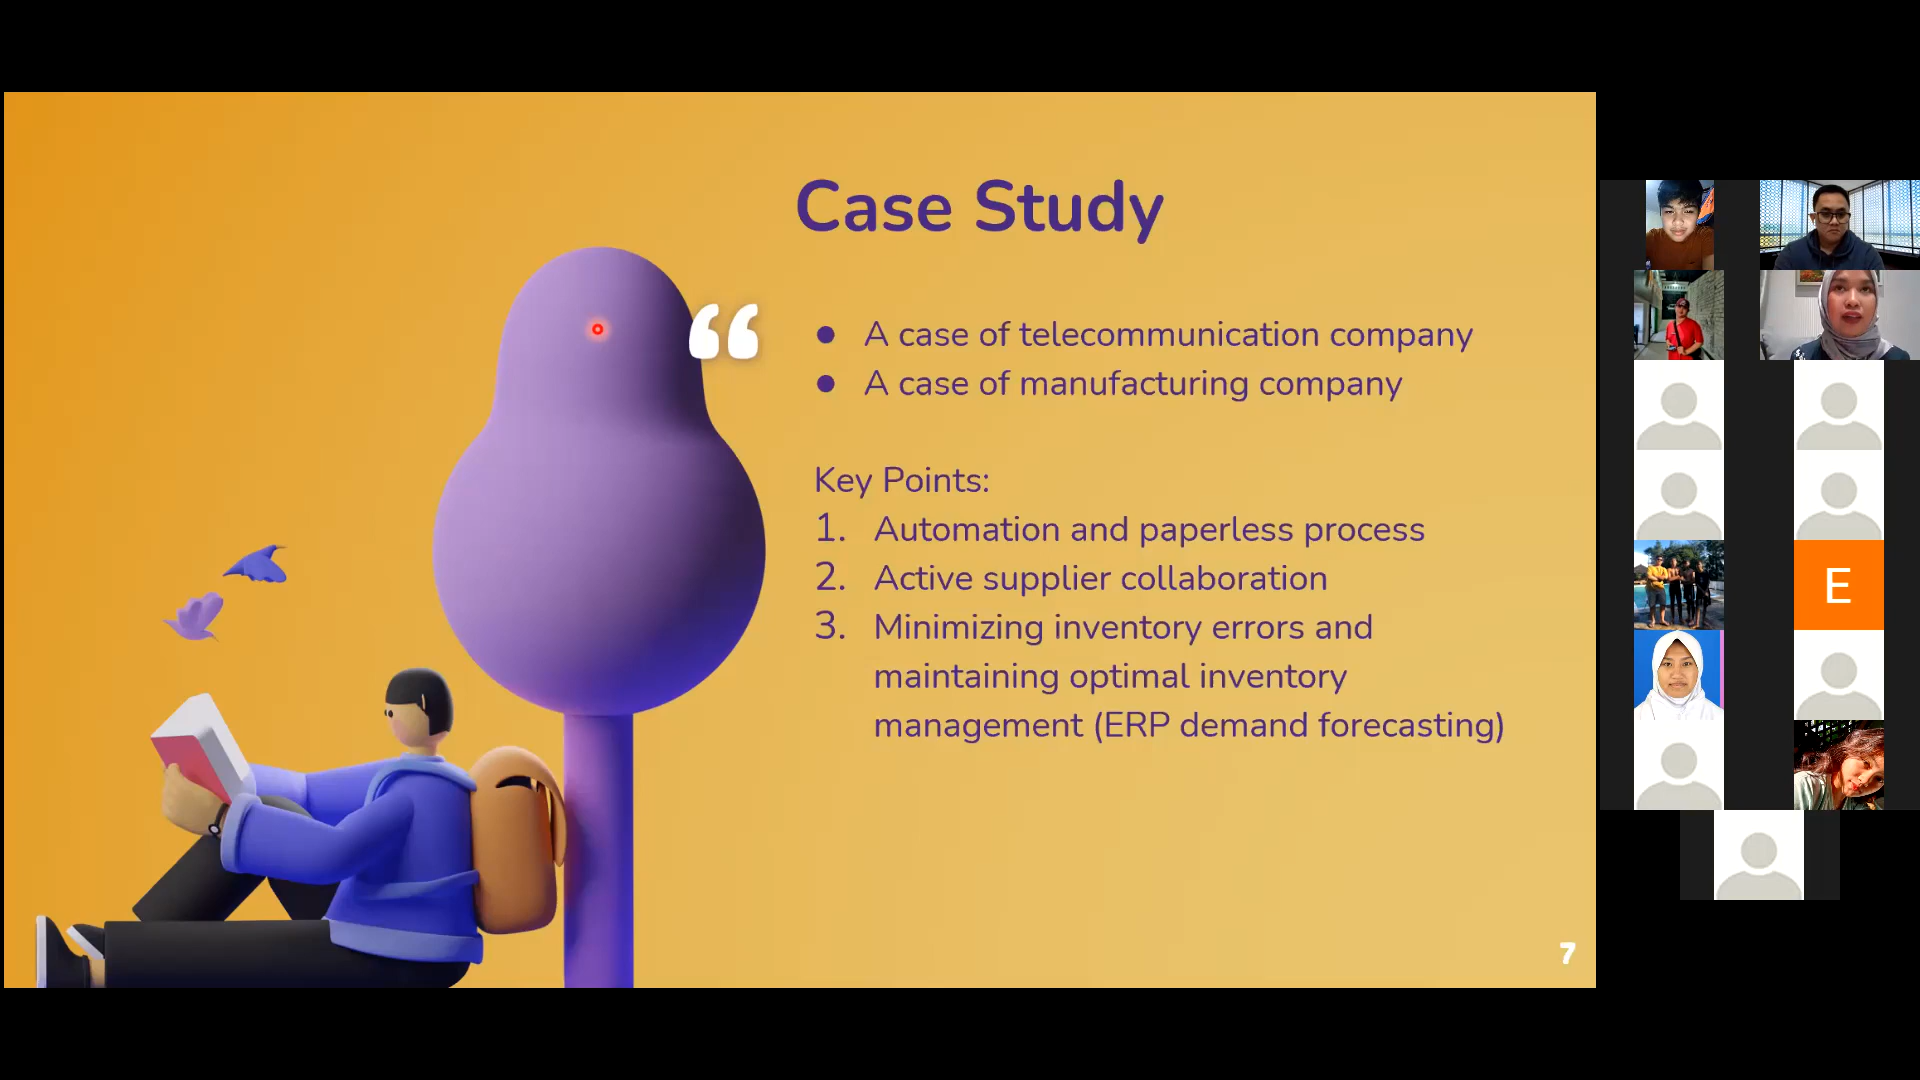 Case Study
“
● A case of telecommunication company
● A case of manufacturing company
Key Points:
1. Automation and paperless process
2. Active supplier collaboration
3. Minimizing inventory errors and
maintaining optimal inventory
management (ERP demand forecasting)
7
E